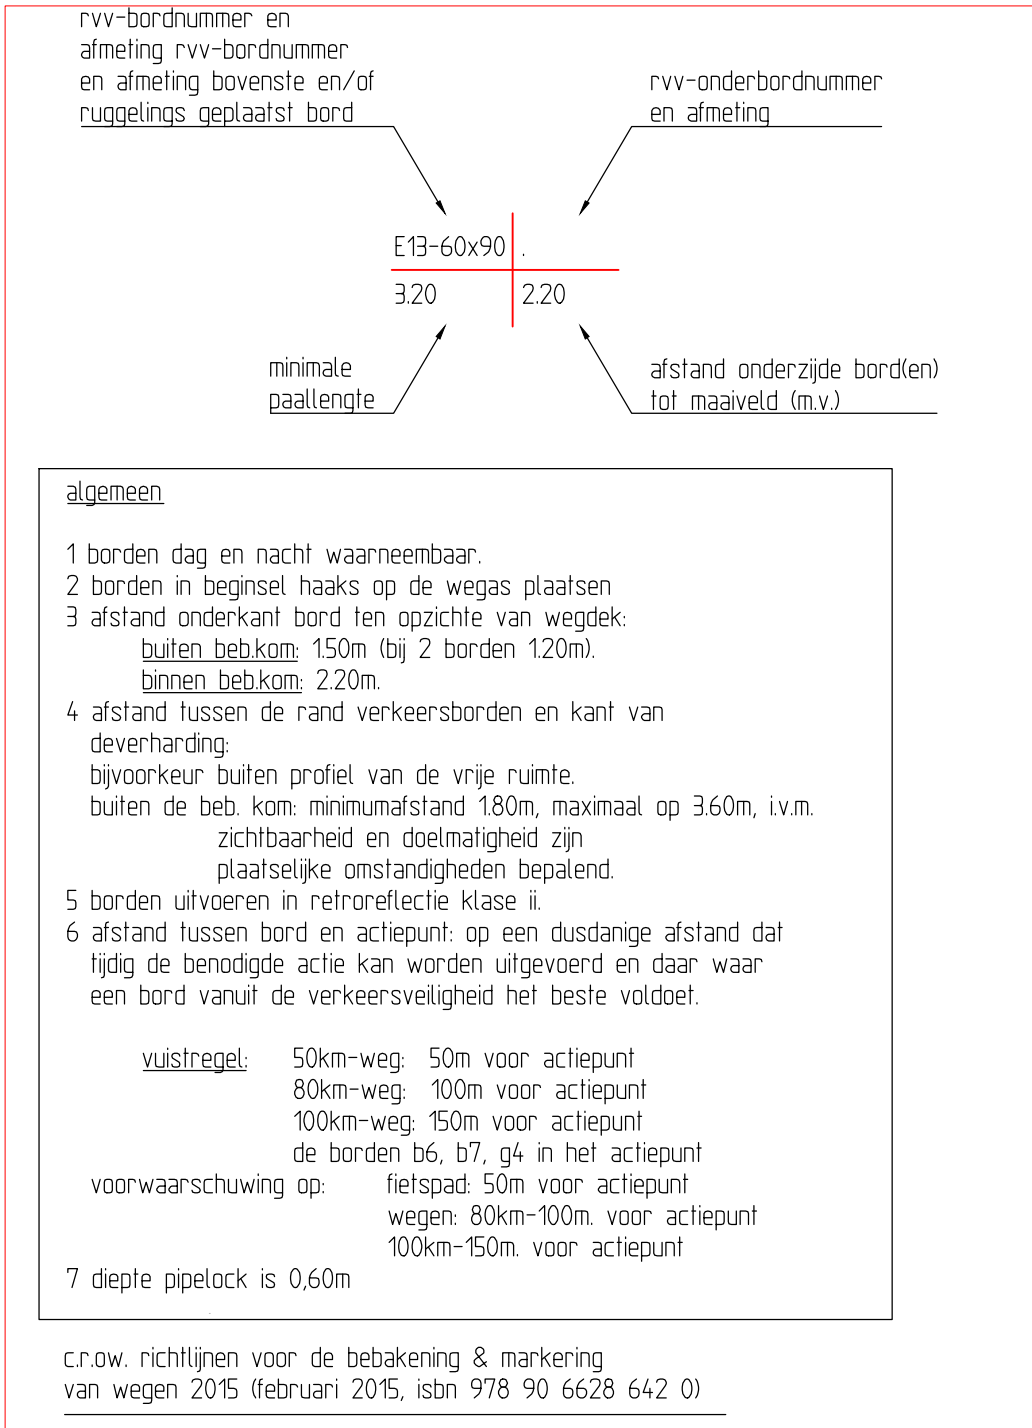 rvv-bordnummer en
afmeting rvv-bordnummer
en afmeting bovenste en/of
ruggelings geplaatst bord
rvv-onderbordnummer
en afmeting
E13-60x90 .
3.20 2.20
minimale
paallengte
afstand onderzijde bord(en)
tot maaiveld (m.v.)
algemeen
1 borden dag en nacht waarneembaar.
2 borden in beginsel haaks op de wegas plaatsen
3 afstand onderkant bord ten opzichte van wegdek:
buiten beb.kom: 1.50m (bij 2 borden 1.20m).
binnen beb.kom: 2.20m.
4 afstand tussen de rand verkeersborden en kant van
deverharding:
bijvoorkeur buiten profiel van de vrije ruimte.
buiten de beb. kom: minimumafstand 1.80m, maximaal op 3.60m, i.v.m.
zichtbaarheid en doelmatigheid zijn
plaatselijke omstandigheden bepalend.
5 borden uitvoeren in retroreflectie klase ii.
6 afstand tussen bord en actiepunt: op een dusdanige afstand dat
tijdig de benodigde actie kan worden uitgevoerd en daar waar
een bord vanuit de verkeersveiligheid het beste voldoet.
vuistregel: 50km-weg: 50m voor actiepunt
80km-weg: 100m voor actiepunt
100km-weg: 150m voor actiepunt
de borden b6, b7, g4 in het actiepunt
voorwaarschuwing op: fietspad: 50m voor actiepunt
wegen: 80km-100m. voor actiepunt
100km-150m. voor actiepunt
7 diepte pipelock is 0,60m
c.r.ow. richtlijnen voor de bebakening & markering
van wegen 2015 (februari 2015, isbn 978 90 6628 642 0)